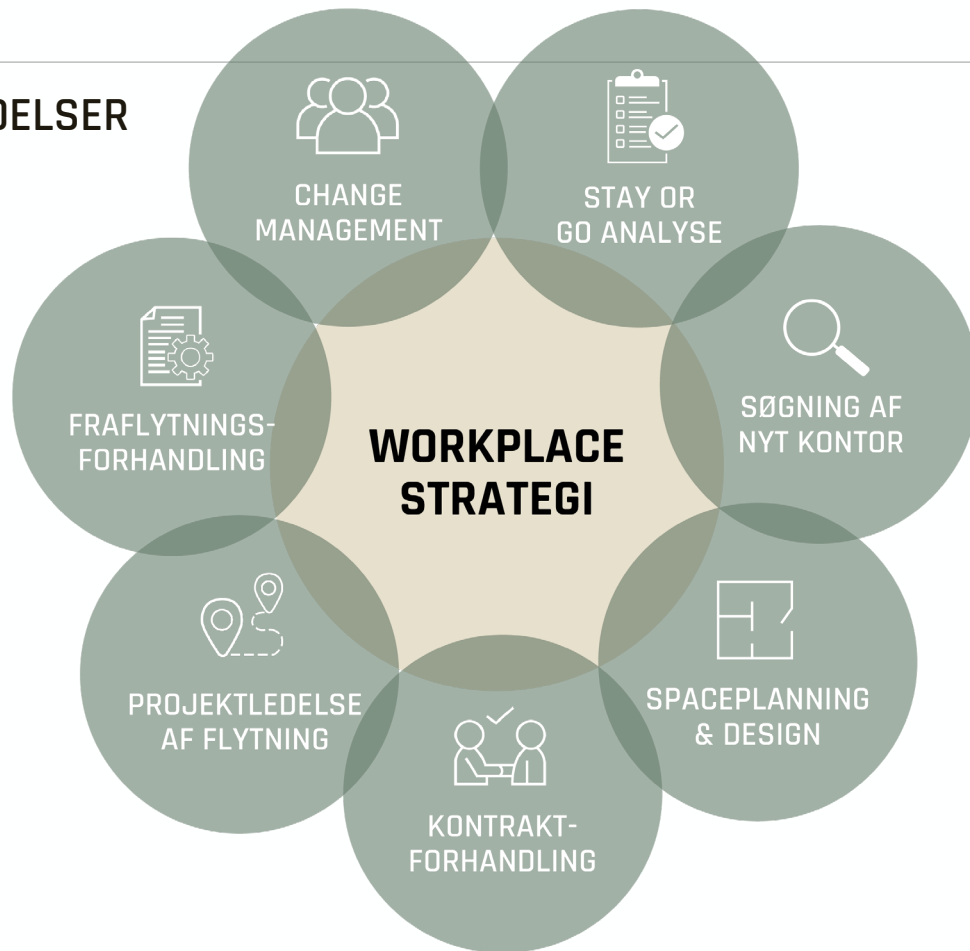 DELSER
CHANGE
MANAGEMENT
STAY OR
GO ANALYSE
SØGNING AF
NYT KONTOR
SPACEPLANNING
& DESIGN
KONTRAKT-
FORHANDLING
PROJEKTLEDELSE
AF FLYTNING
FRAFLYTNINGS-
FORHANDLING
WORKPLACE
STRATEGI